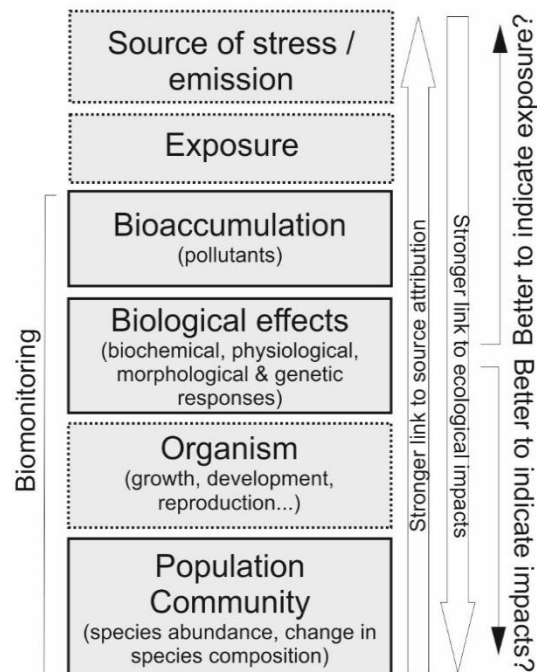 Source of stress /
emission
Exposure
Bioaccumulation
(pollutants)
Biological effects
(biochemical, physiological,
morphological & genetic
responses)
Organism
(growth, development,
reproduction...)
Population
Community
(species abundance, change in
species composition)
Biomonitoring
Stronger link to source attribution
Stronger link to ecological impacts
Better to indicate exposure?
Better to indicate impacts?